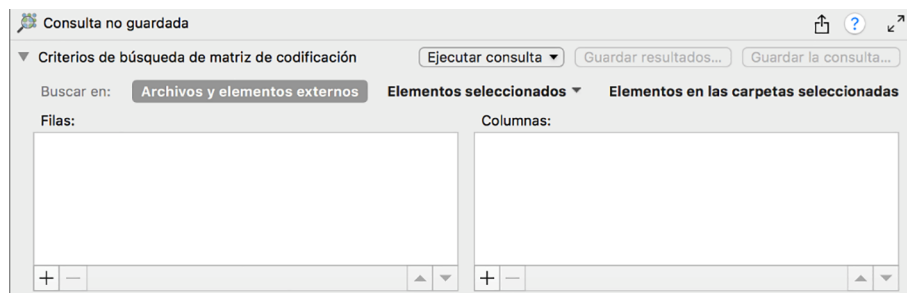 Consulta no guardada
Criterios de búsqueda de matriz de codificación Ejecutar consulta Guardar resultados... Guardar la consulta...
Buscar en: Archivos y elementos externos Elementos seleccionados Elementos en las carpetas seleccionadas
Filas: Columnas: